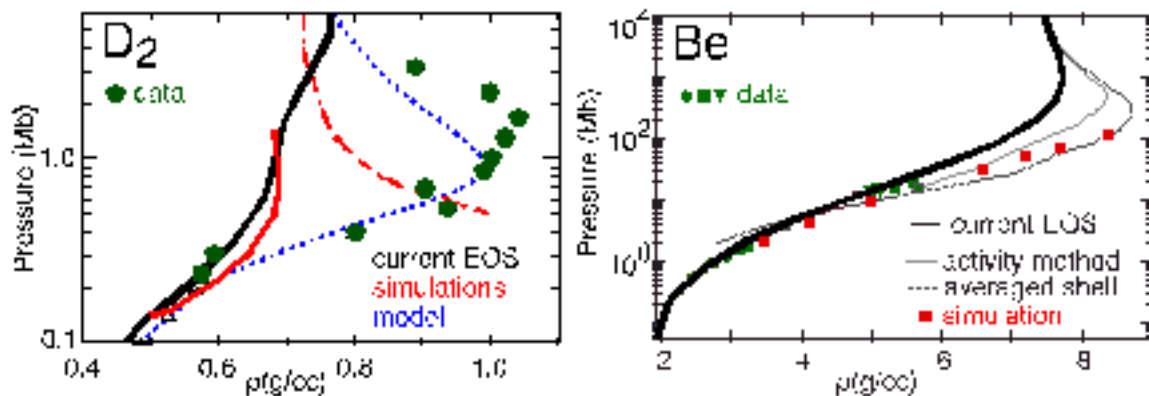 D2
data
current EOS
simulations
model
Pressure (Mb)
1.0
0.1
0.4
0.6
0.8
1.0
ρ(g/cc)
Be
data
current EOS
activity method
averaged shell
simulation
Pressure (Mb)
10⁴
10²
10⁰
2
4
6
8
ρ(g/cc)